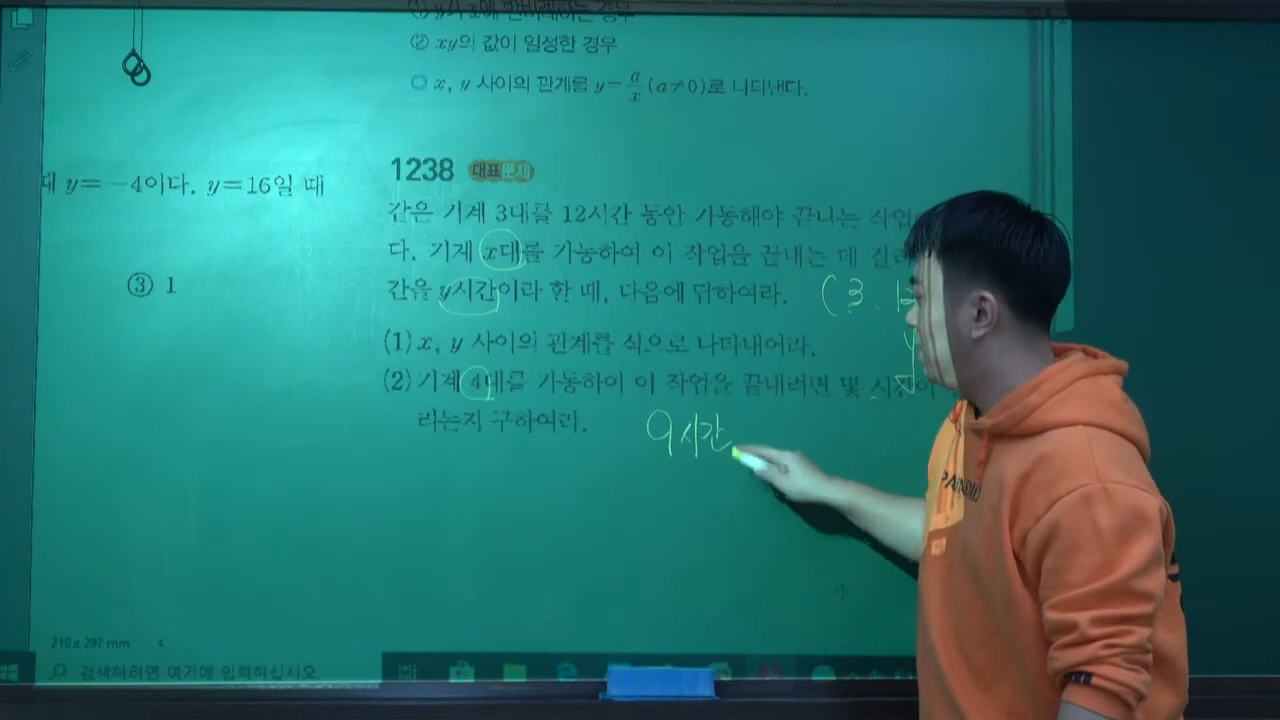 ② xy의 값이 일정한 경우
x, y 사이의 관계를 y=a/x (a≠0)로 나타낸다.
y=-4이다. y=16일 때
③ 1
1238 대표문제
같은 기계 3대를 12시간 동안 가동해야 끝나는 작업
다. 기계 x대를 가동하여 이 작업을 끝내는 데 걸리
간을 y시간이라 할 때, 다음에 답하여라.
(3, 12
y
(1) x, y 사이의 관계를 식으로 나타내어라.
(2) 기계 4대를 가동하여 이 작업을 끝내려면 몇 시간이
리는지 구하여라.
9시간
210 x 297 mm
검색하려면 여기에 입력하십시오